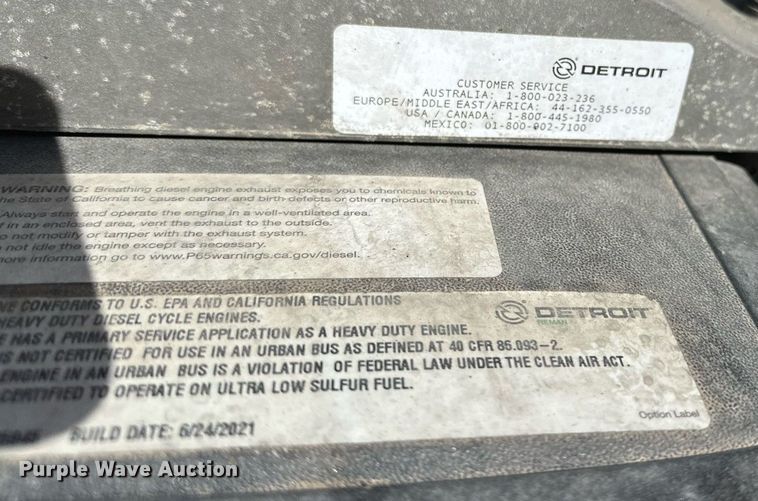 DETROIT
CUSTOMER SERVICE
AUSTRALIA: 1-800-023-236
EUROPE/MIDDLE EAST/AFRICA: 44-162-355-0550
USA / CANADA: 1-800-445-1980
MEXICO: 01-800-902-7100
WARNING: Breathing diesel engine exhaust exposes you to chemicals known to
the State of California to cause cancer and birth defects or other reproductive harm.
Always start and operate the engine in a well-ventilated area.
f in an enclosed area, vent the exhaust to the outside.
o not modify or tamper with the exhaust system.
o not idle the engine except as necessary.
more information go to www.P65warnings.ca.gov/diesel.
DETROIT
REMAN
VE CONFORMS TO U.S. EPA AND CALIFORNIA REGULATIONS
HEAVY DUTY DIESEL CYCLE ENGINES.
E HAS A PRIMARY SERVICE APPLICATION AS A HEAVY DUTY ENGINE.
IS NOT CERTIFIED FOR USE IN AN URBAN BUS AS DEFINED AT 40 CFR 86.093-2.
ENGINE IN AN URBAN BUS IS A VIOLATION OF FEDERAL LAW UNDER THE CLEAN AIR ACT.
CERTIFIED TO OPERATE ON ULTRA LOW SULFUR FUEL.
Option Label
BUILD DATE: 6/24/2021
Purple Wave Auction